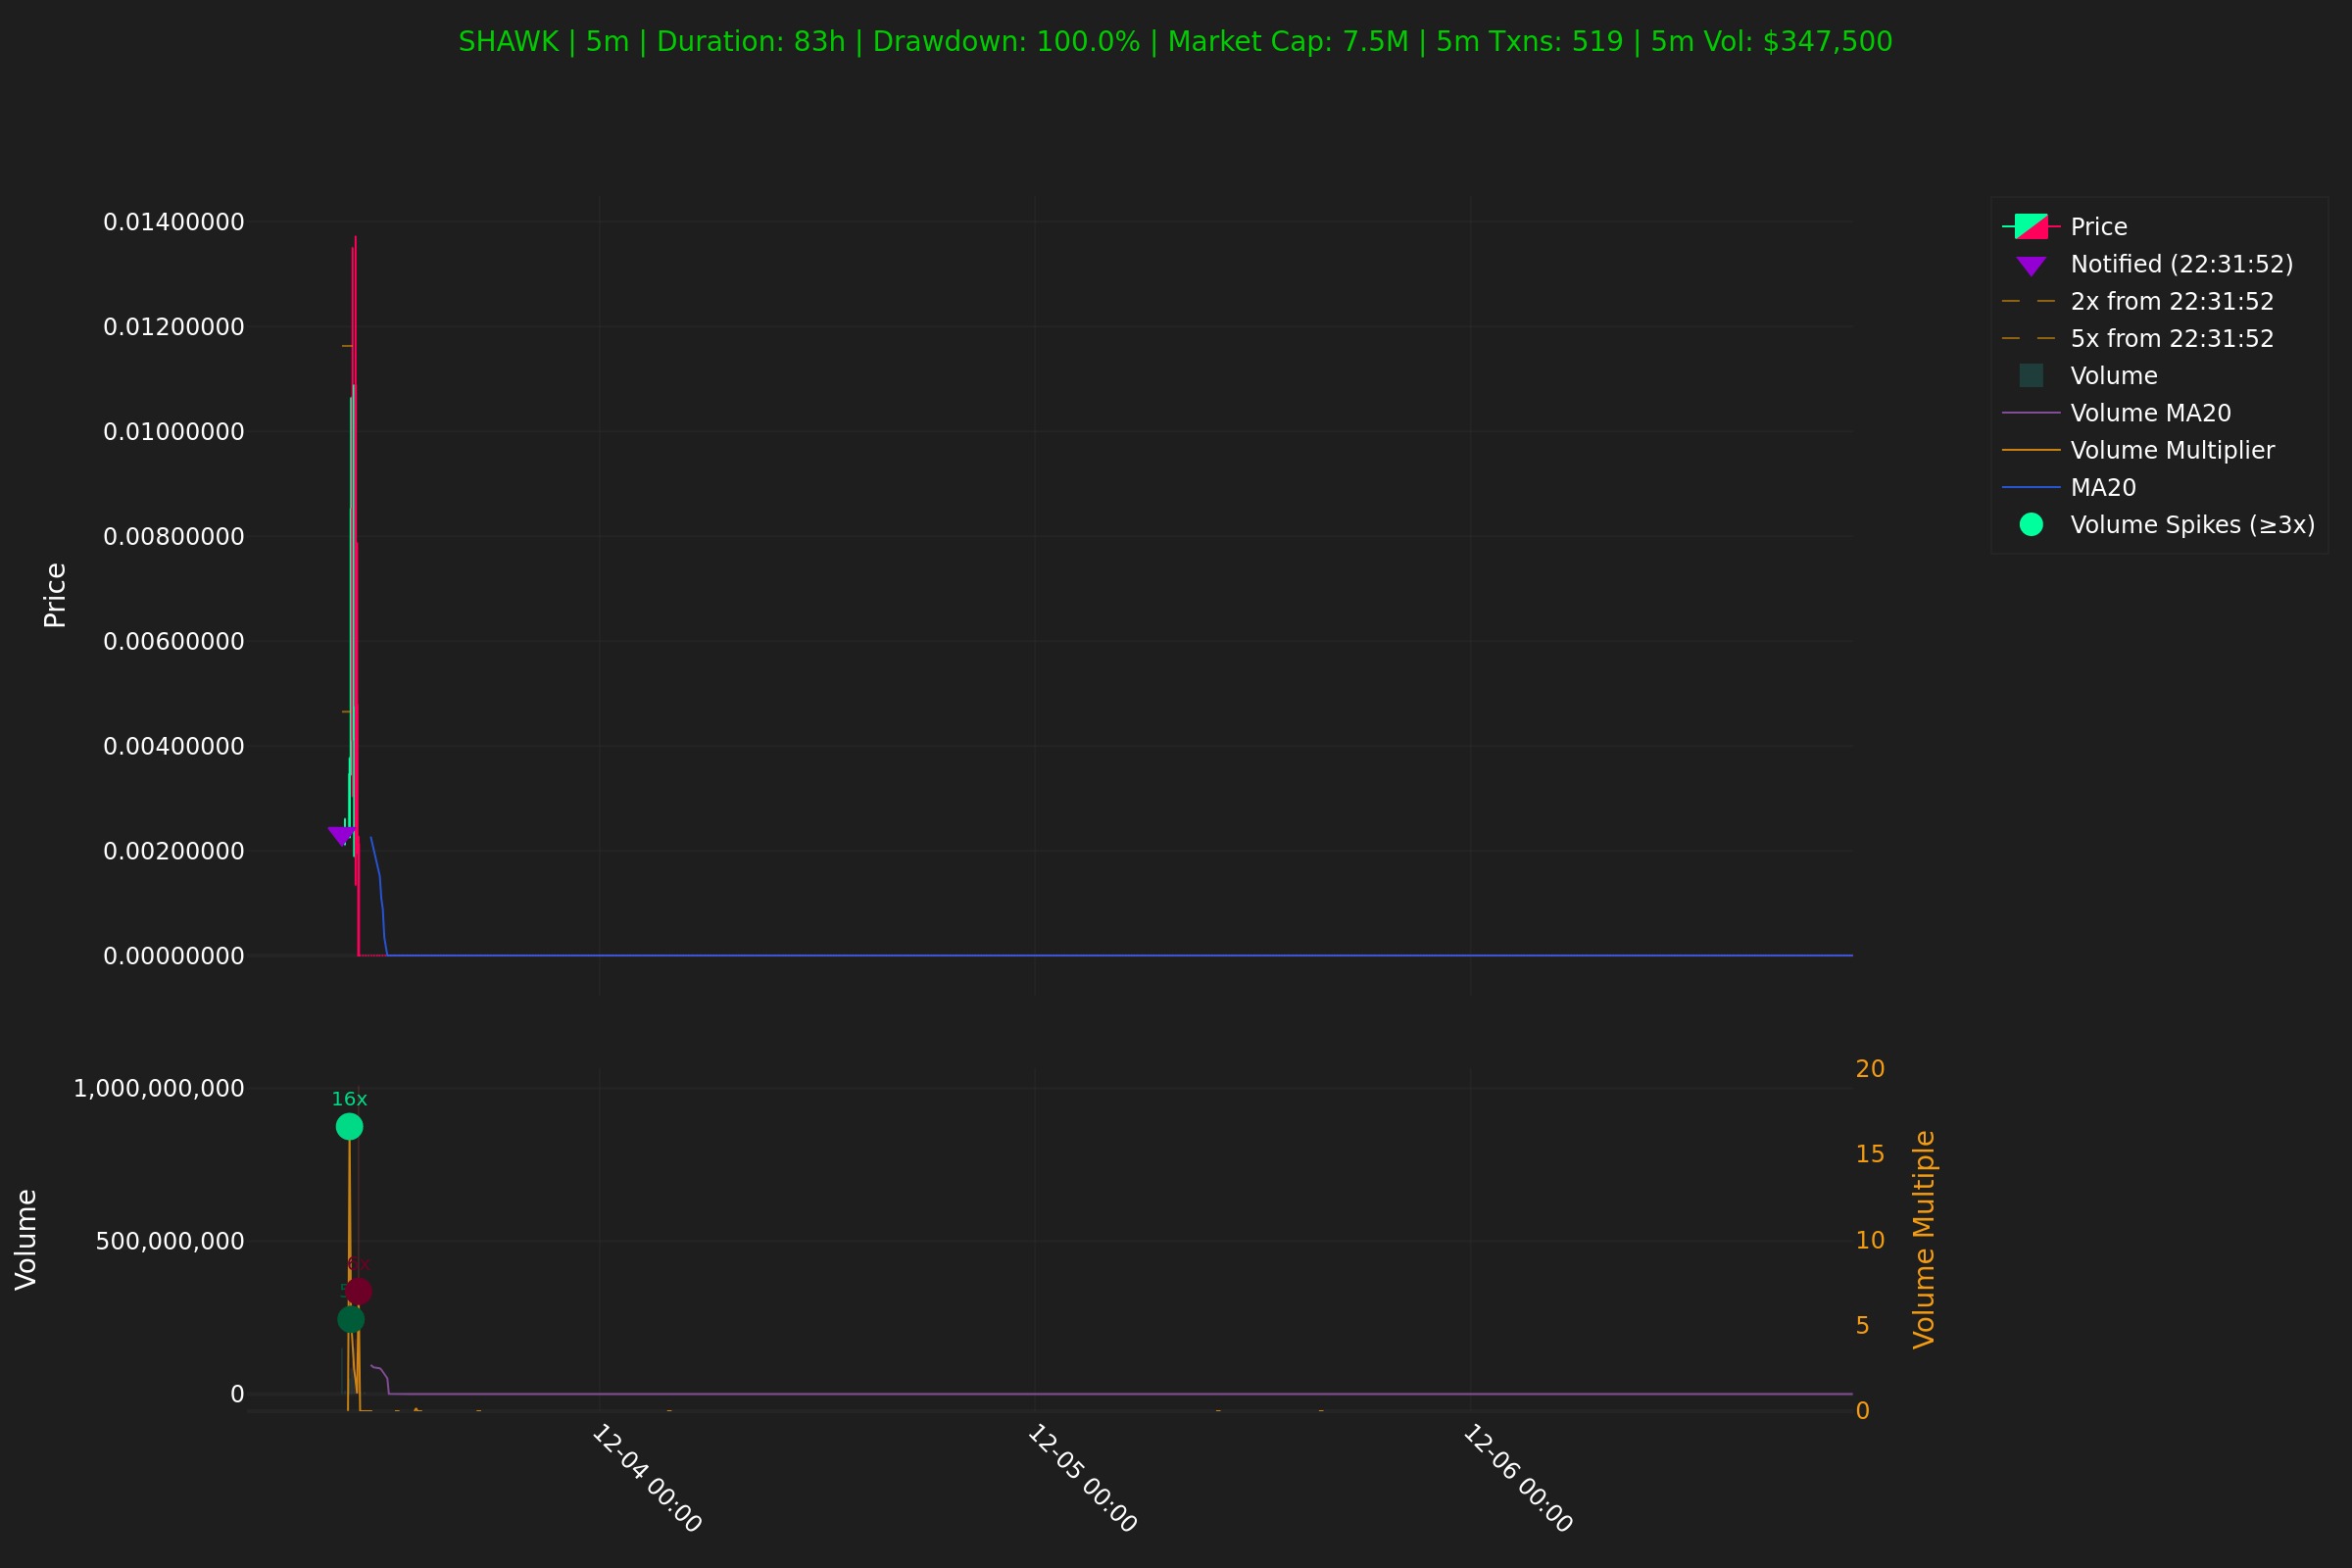 SHAWK | 5m | Duration: 83h | Drawdown: 100.0% | Market Cap: 7.5M | 5m Txns: 519 | 5m Vol: $347,500
Price
0.01400000
0.01200000
0.01000000
0.00800000
0.00600000
0.00400000
0.00200000
0.00000000
Price
Notified (22:31:52)
2x from 22:31:52
5x from 22:31:52
Volume
Volume MA20
Volume Multiplier
MA20
Volume Spikes (≥3x)
Volume
1,000,000,000
500,000,000
0
16x
6x
20
15
10
5
0
Volume Multiple
12-04 00:00
12-05 00:00
12-06 00:00